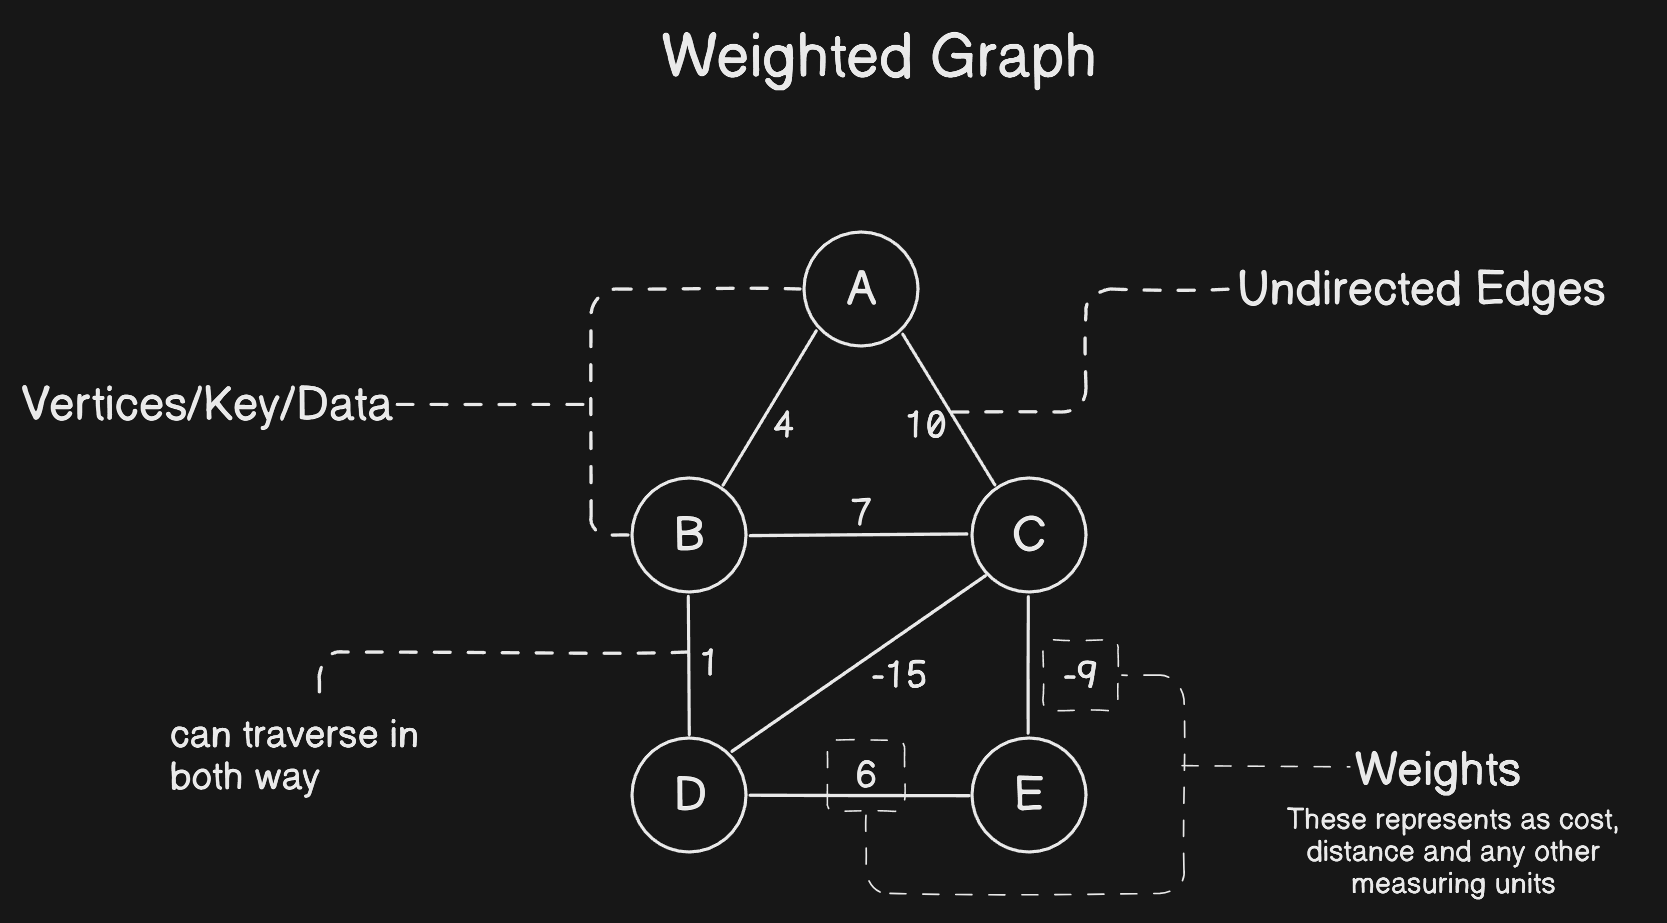 Weighted Graph
A
Undirected Edges
Vertices/Key/Data
4
10
B
7
C
1
-15
-9
can traverse in
both way
D
6
E
Weights
These represents as cost,
distance and any other
measuring units